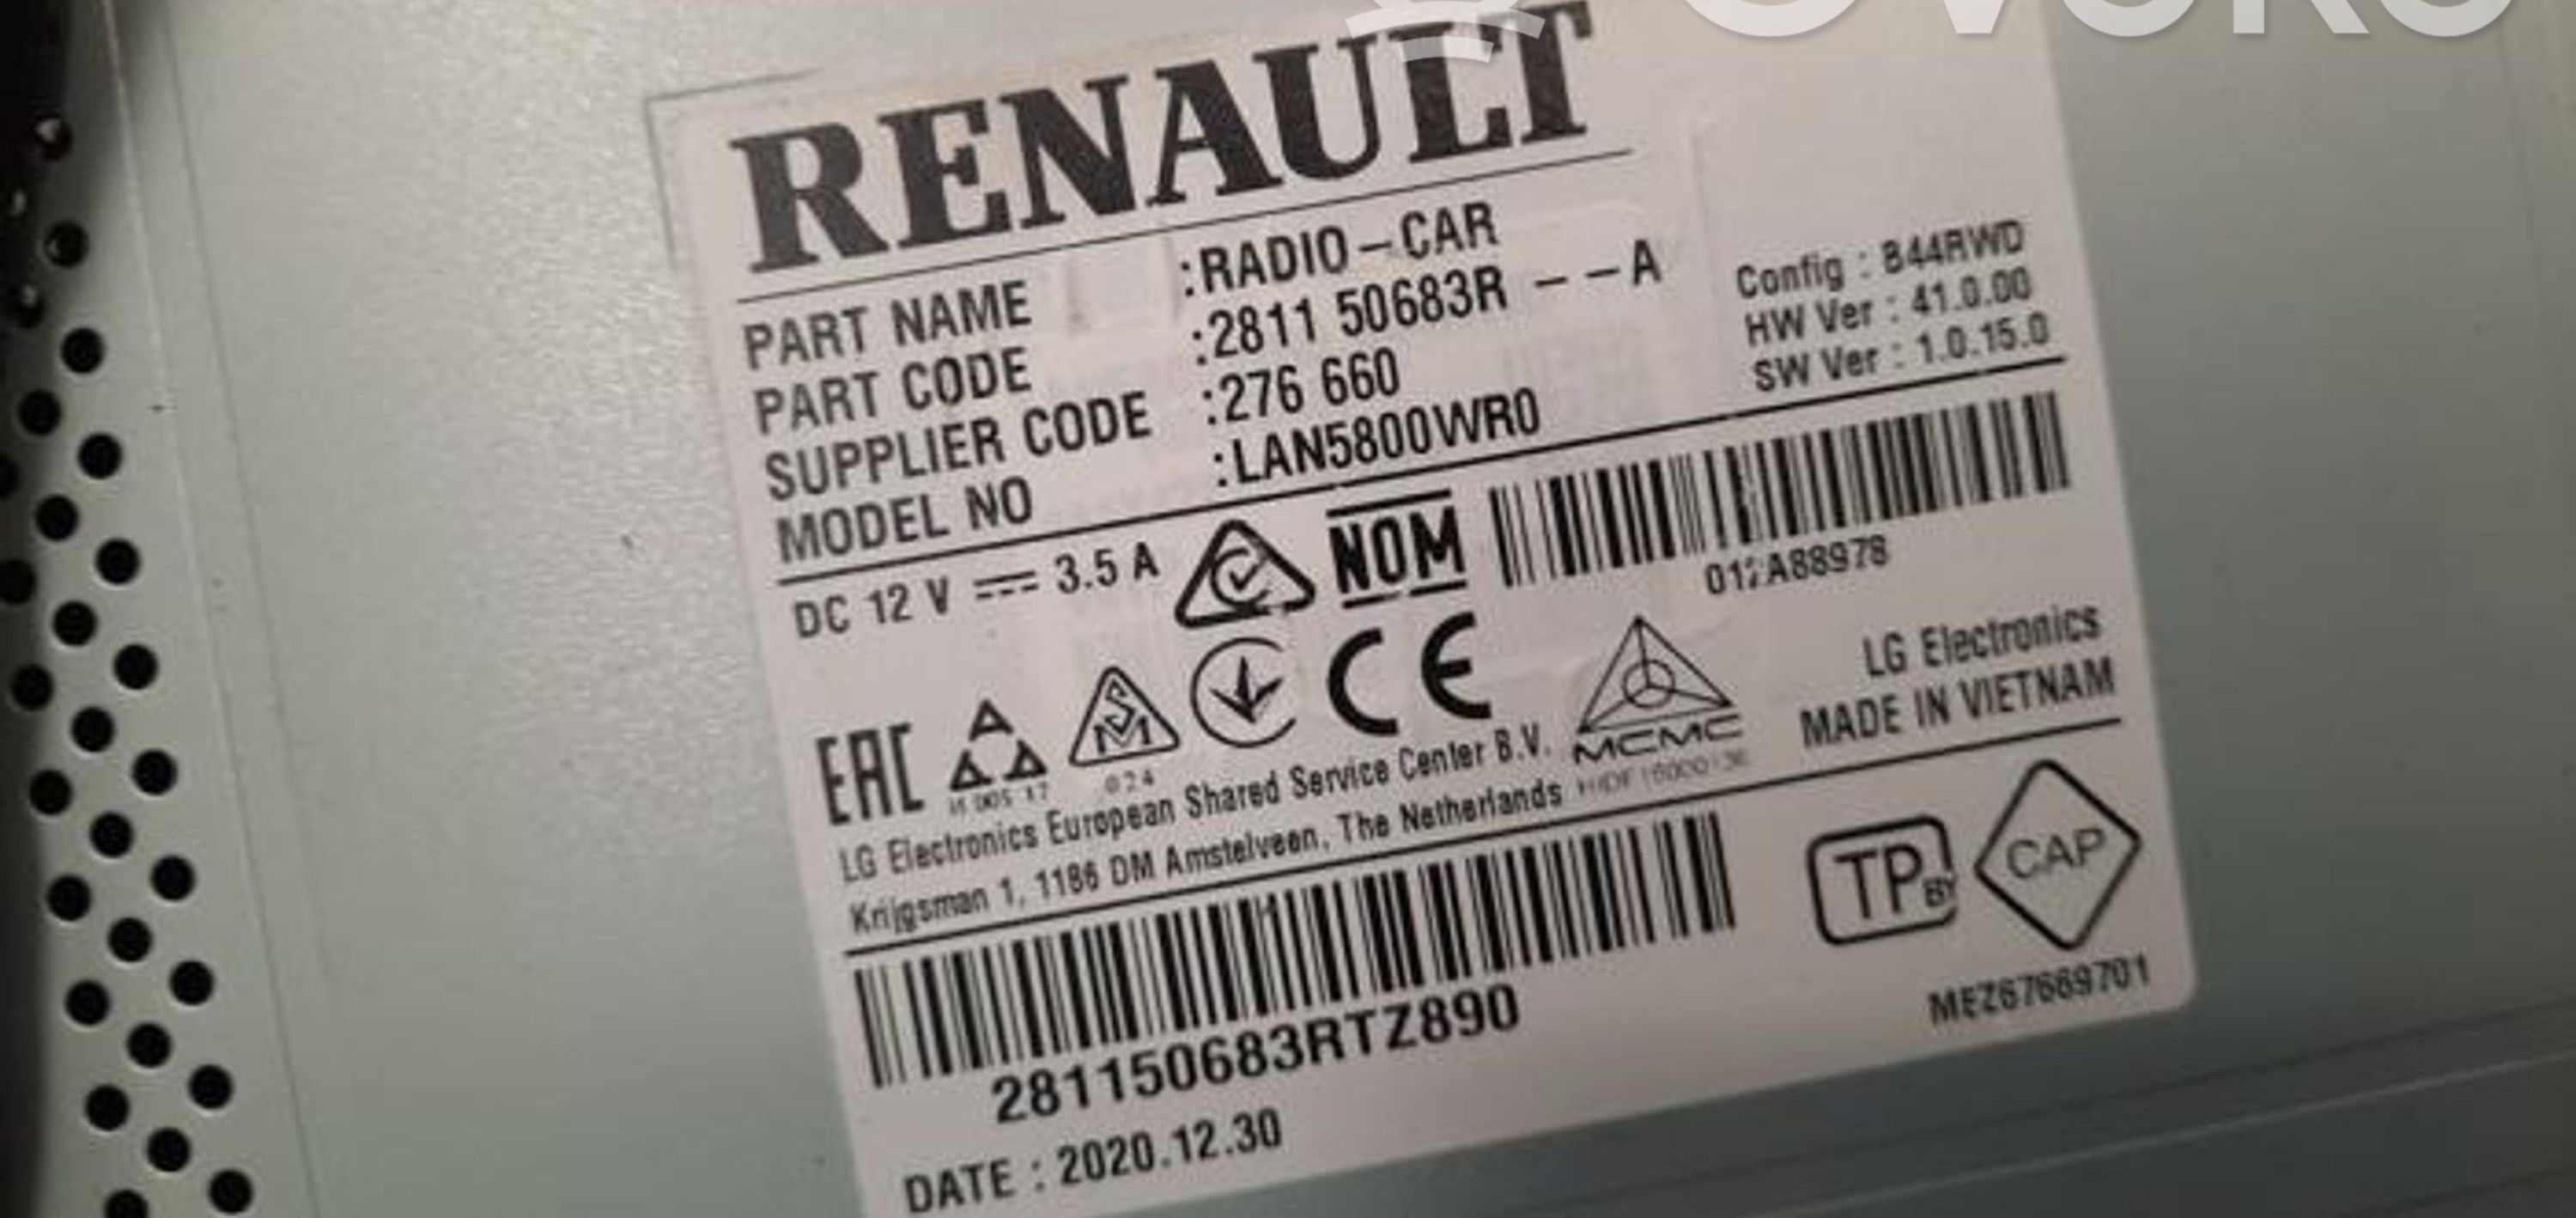 RENAULT
PART NAME :RADIO-CAR
PART CODE :2811 50683R --A
SUPPLIER CODE :276 660
MODEL NO :LAN5800WR0
Config : B44RWD
HW Ver : 41.0.00
SW Ver : 1.0.15.0
DC 12 V 3.5 A
NOM
EAC
024
CE
MCMC
LG Electronics
MADE IN VIETNAM
LG Electronics European Shared Service Center B.V.
Krijgsman 1, 1186 DM Amstelveen, The Netherlands
281150683RTZ890
TP BY
CAP
MEZ67669701
DATE : 2020.12.30